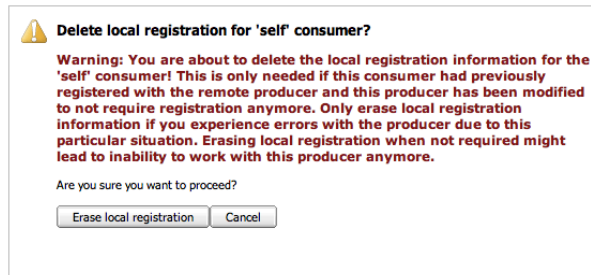 Delete local registration for 'self' consumer?
Warning: You are about to delete the local registration information for the
'self' consumer! This is only needed if this consumer had previously
registered with the remote producer and this producer has been modified
to not require registration anymore. Only erase local registration
information if you experience errors with the producer due to this
particular situation. Erasing local registration when not required might
lead to inability to work with this producer anymore.
Are you sure you want to proceed?
Erase local registration Cancel